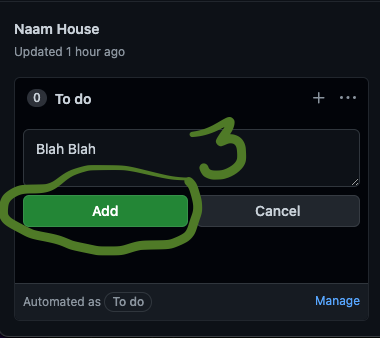 Naam House
Updated 1 hour ago
0 To do
Blah Blah
3
Add Cancel
Automated as To do Manage